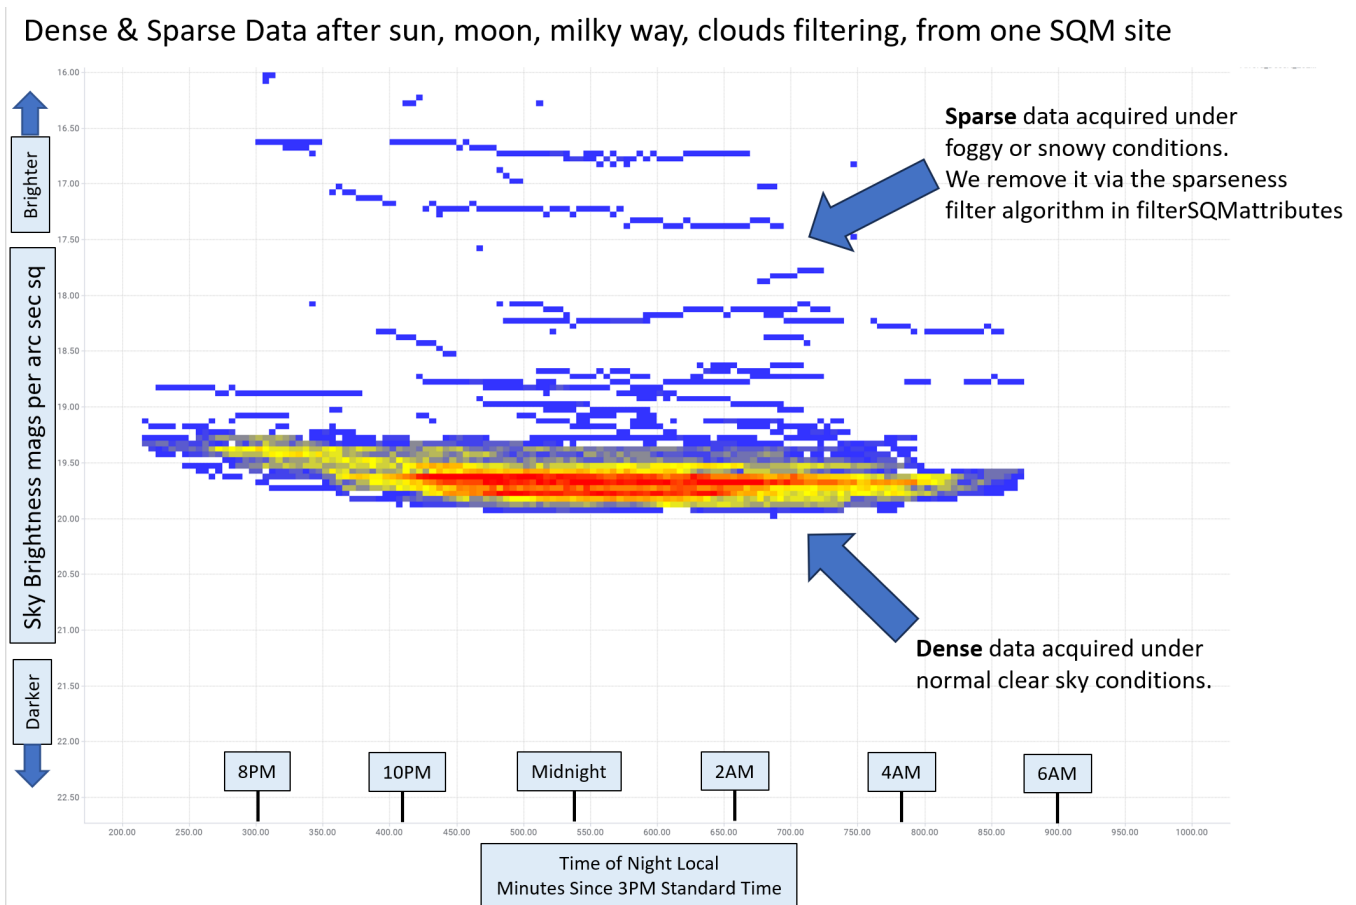 Dense & Sparse Data after sun, moon, milky way, clouds filtering, from one SQM site
Brighter
Sky Brightness mags per arc sec sq
Darker
16.00
16.50
17.00
17.50
18.00
18.50
19.00
19.50
20.00
20.50
21.00
21.50
22.00
22.50
Sparse data acquired under
foggy or snowy conditions.
We remove it via the sparseness
filter algorithm in filterSQMattributes
Dense data acquired under
normal clear sky conditions.
8PM
10PM
Midnight
2AM
4AM
6AM
200.00
250.00
300.00
350.00
400.00
450.00
500.00
550.00
600.00
650.00
700.00
750.00
800.00
850.00
900.00
950.00
1000.00
Time of Night Local
Minutes Since 3PM Standard Time